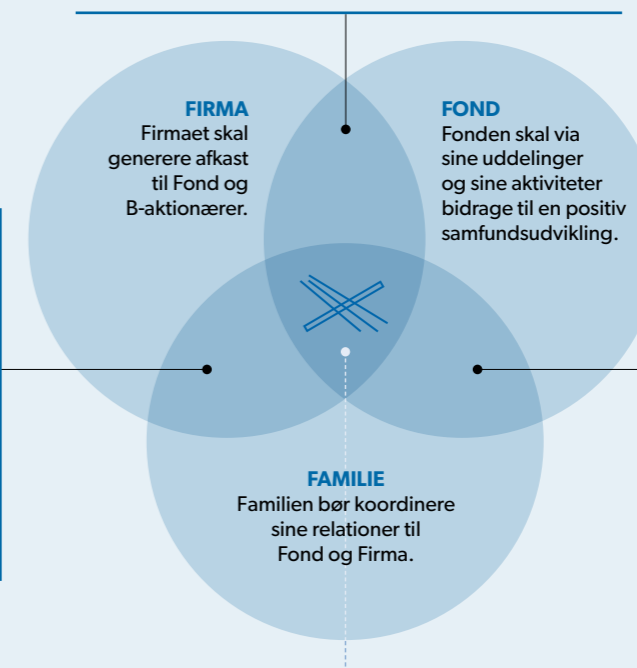 FIRMA
Firmaet skal
generere afkast
til Fond og
B-aktionærer.
FOND
Fonden skal via
sine uddelinger
og sine aktiviteter
bidrage til en positiv
samfundsudvikling.
FAMILIE
Familien bør koordinere
sine relationer til
Fond og Firma.